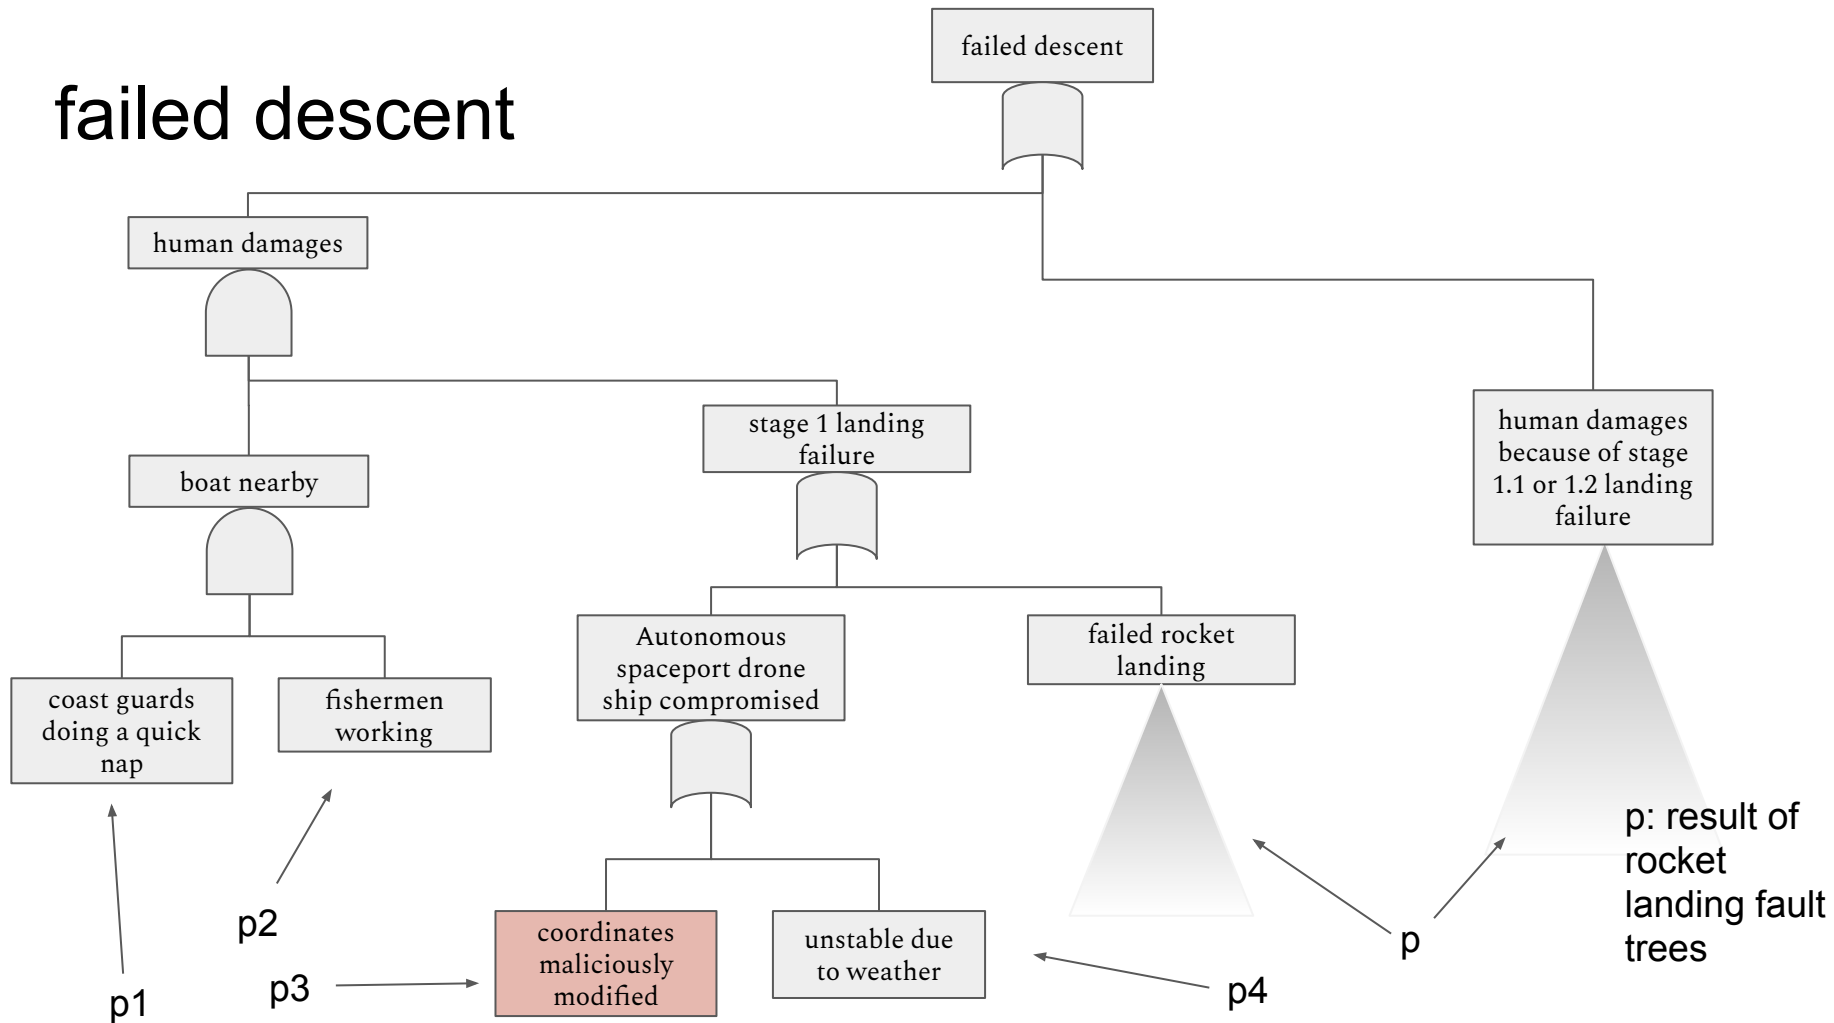 failed descent
failed descent
human damages
human damages
because of stage
1.1 or 1.2 landing
failure
stage 1 landing
failure
boat nearby
Autonomous
spaceport drone
ship compromised
failed rocket
landing
coast guards
doing a quick
nap
fishermen
working
p: result of
rocket
landing fault
trees
p2
coordinates
maliciously
modified
unstable due
to weather
p
p1
p3
p4